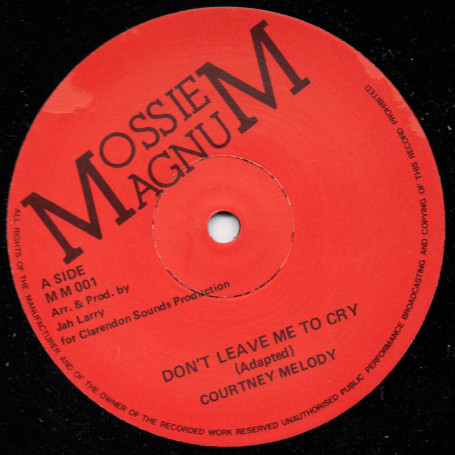 MOSSIE
MAGNUM
A SIDE
M M 001
Arr. & Prod. by
Jah Larry
for Clarendon Sounds Production
DON'T LEAVE ME TO CRY
(Adapted)
COURTNEY MELODY
ALL RIGHTS OF THE MANUFACTURER AND OF THE OWNER OF THE RECORDED WORK RESERVED UNAUTHORISED PUBLIC PERFORMANCE BROADCASTING AND COPYING OF THIS RECORD PROHIBITED